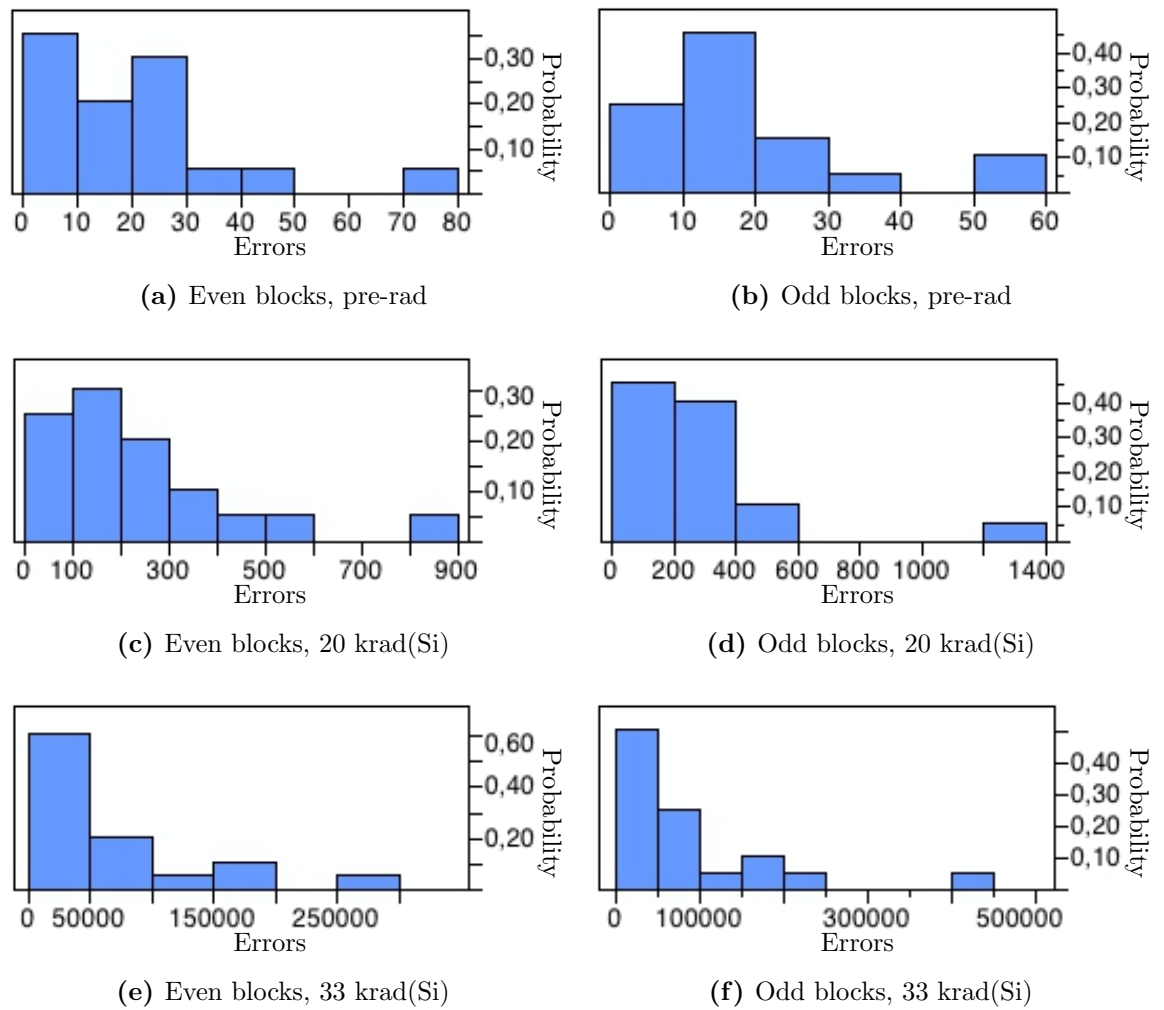 0,30
0,20
0,10
Probability
0 10 20 30 40 50 60 70 80
Errors
(a) Even blocks, pre-rad
0,40
0,30
0,20
0,10
Probability
0 10 20 30 40 50 60
Errors
(b) Odd blocks, pre-rad
0,30
0,20
0,10
Probability
0 100 300 500 700 900
Errors
(c) Even blocks, 20 krad(Si)
0,40
0,30
0,20
0,10
Probability
0 200 400 600 800 1000 1400
Errors
(d) Odd blocks, 20 krad(Si)
0,60
0,40
0,20
Probability
0 50000 150000 250000
Errors
(e) Even blocks, 33 krad(Si)
0,40
0,30
0,20
0,10
Probability
0 100000 300000 500000
Errors
(f) Odd blocks, 33 krad(Si)